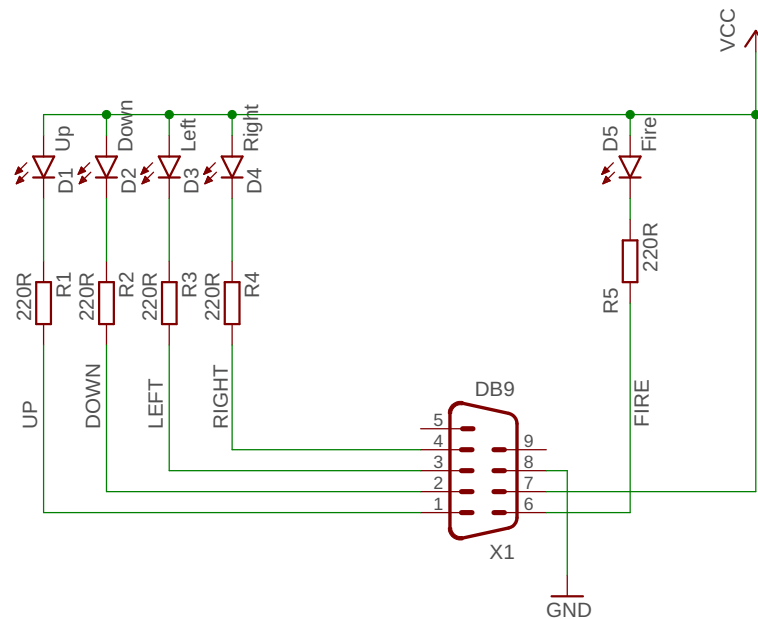 VCC
Up
Down
Left
Right
D5
Fire
D1
D2
D3
D4
220R
R1
220R
R2
220R
R3
220R
R4
220R
R5
UP
DOWN
LEFT
RIGHT
FIRE
DB9
5
4
3
2
1
9
8
7
6
X1
GND